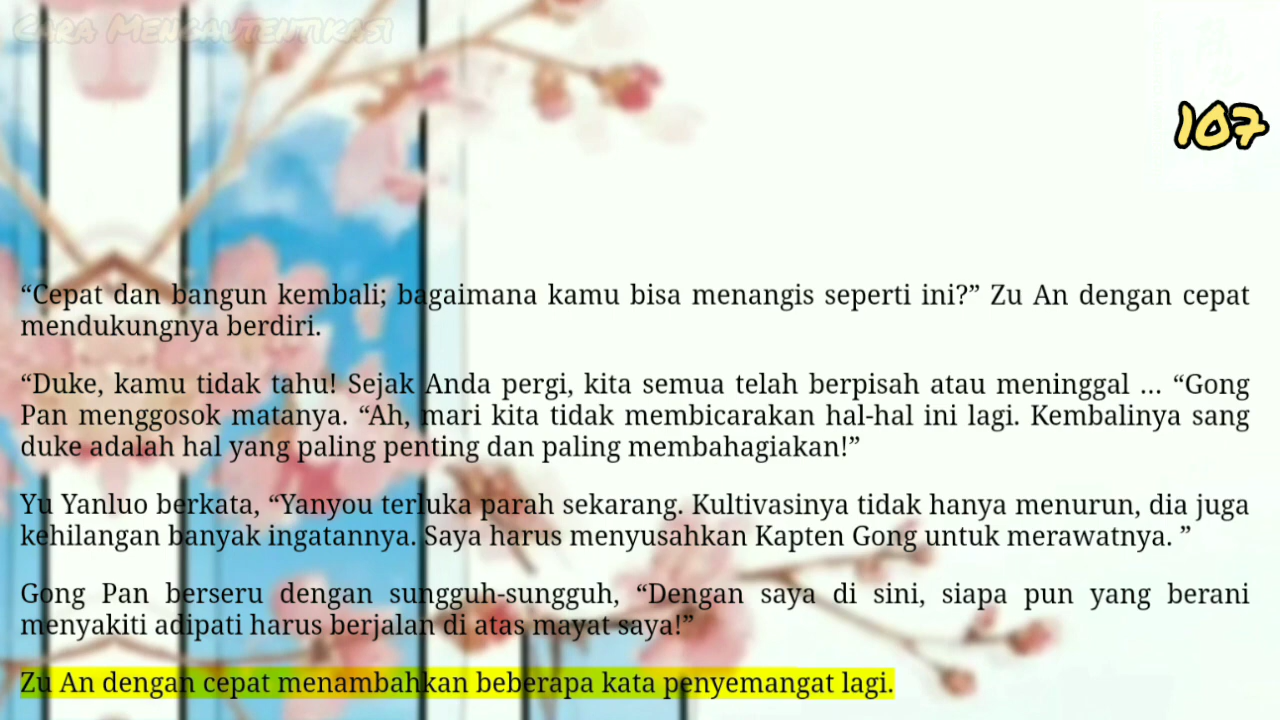 Cara Mengautentikasi
107
“Cepat dan bangun kembali; bagaimana kamu bisa menangis seperti ini?” Zu An dengan cepat
mendukungnya berdiri.
“Duke, kamu tidak tahu! Sejak Anda pergi, kita semua telah berpisah atau meninggal ... “Gong
Pan menggosok matanya. “Ah, mari kita tidak membicarakan hal-hal ini lagi. Kembalinya sang
duke adalah hal yang paling penting dan paling membahagiakan!”
Yu Yanluo berkata, “Yanyou terluka parah sekarang. Kultivasinya tidak hanya menurun, dia juga
kehilangan banyak ingatannya. Saya harus menyusahkan Kapten Gong untuk merawatnya. ”
Gong Pan berseru dengan sungguh-sungguh, “Dengan saya di sini, siapa pun yang berani
menyakiti adipati harus berjalan di atas mayat saya!”
Zu An dengan cepat menambahkan beberapa kata penyemangat lagi.